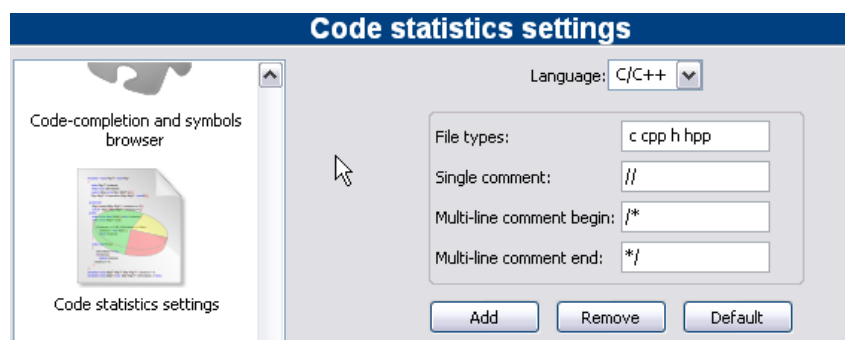 Code statistics settings
Code-completion and symbols
browser
Code statistics settings
Language: C/C++
File types: c cpp h hpp
Single comment: //
Multi-line comment begin: /*
Multi-line comment end: */
Add Remove Default